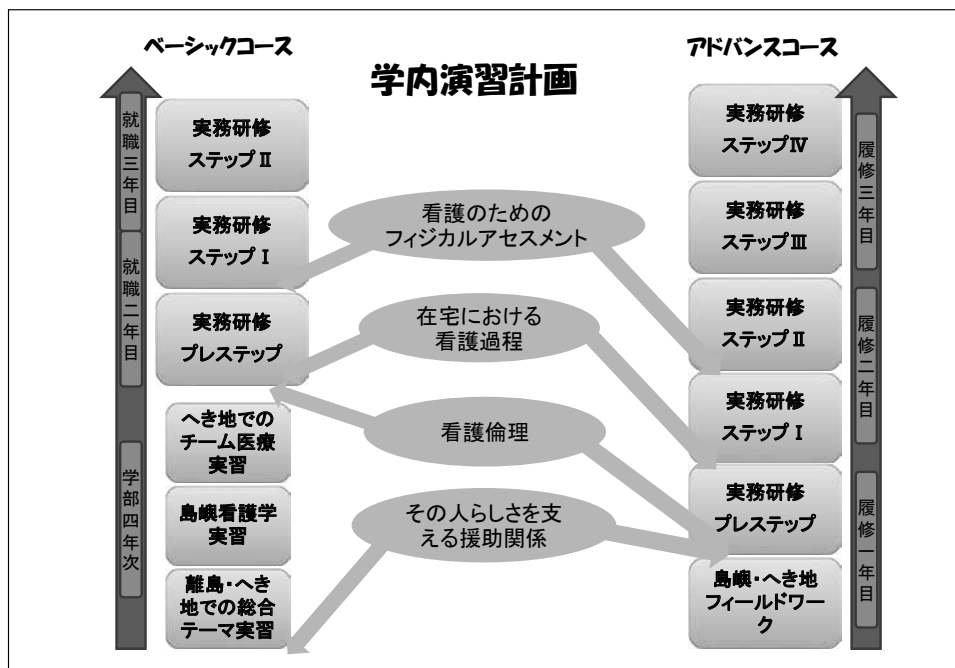 ベーシックコース
アドバンスコース
学内演習計画
就職三年目
就職二年目
学部四年次
実務研修
ステップⅡ
実務研修
ステップⅠ
実務研修
プレステップ
へき地での
チーム医療
実習
島嶼看護学
実習
離島・へき
地での総合
テーマ実習
看護のための
フィジカルアセスメント
在宅における
看護過程
看護倫理
その人らしさを支
える援助関係
実務研修
ステップⅣ
実務研修
ステップⅢ
実務研修
ステップⅡ
実務研修
ステップⅠ
実務研修
プレステップ
島嶼・へき地
フィールドワー
ク
履修三年目
履修二年目
履修一年目